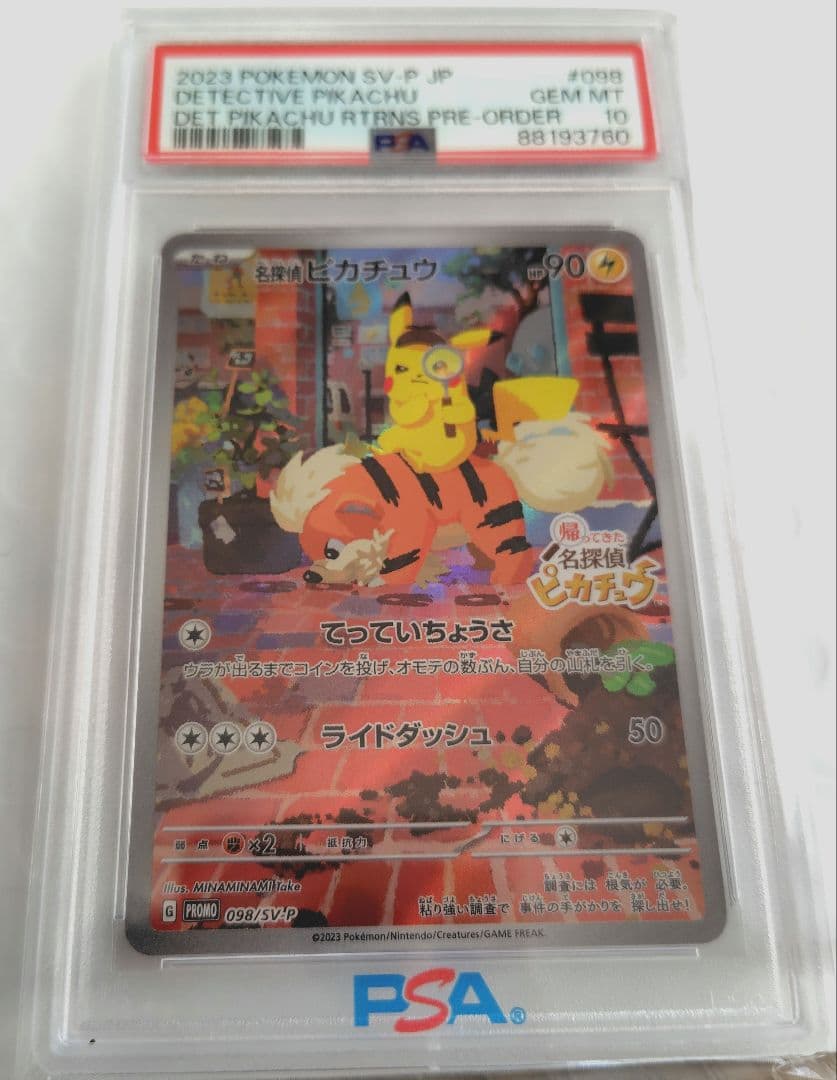 2023 POKEMON SV-P JP #098
DETECTIVE PIKACHU GEM MT
DET PIKACHU RTRNS PRE-ORDER 10
PSA 88193760
たね
名探偵ピカチュウ HP 90
帰ってきた
名探偵
ピカチュウ
てっていちょうさ
ウラが出るまでコインを投げ、オモテの数ぶん、自分の山札を引く。
ライドダッシュ 50
弱点 ×2 抵抗力 にげる
Illus. MINAMINAMI Take
調査には 根気が 必要。
G PROMO 098/SV-P
粘り強い調査で 事件の手がかりを 探し出せ!
©2023 Pokémon/Nintendo/Creatures/GAME FREAK.
PSA®